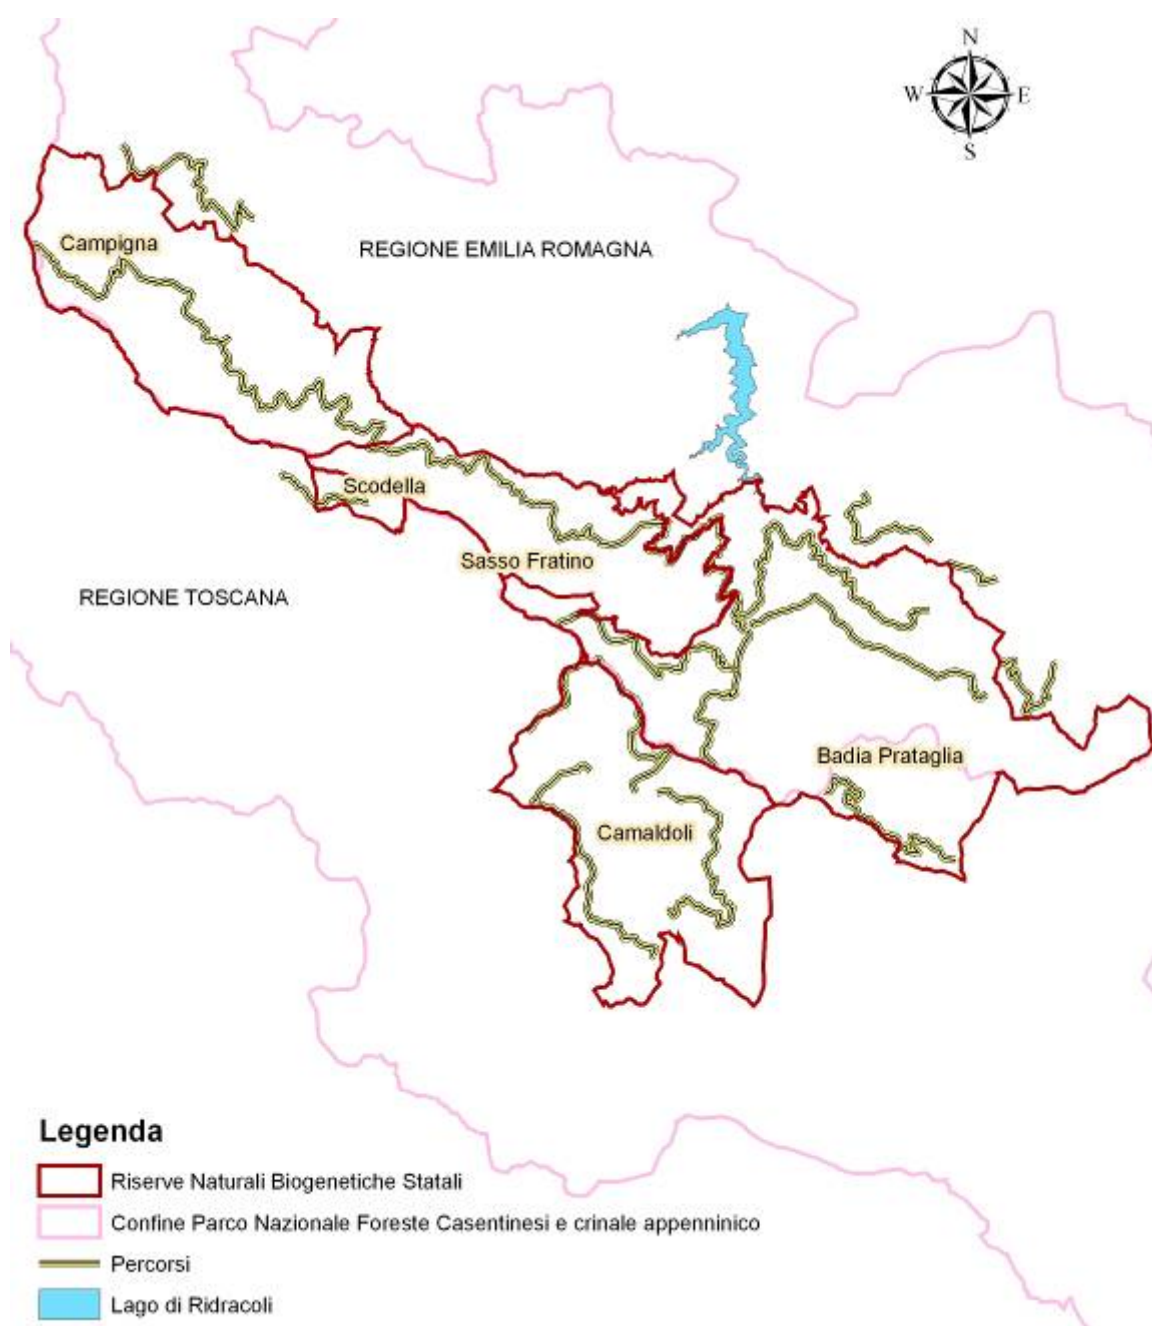 N
W E
S
Campigna
REGIONE EMILIA ROMAGNA
Scodella
Sasso Fratino
REGIONE TOSCANA
Badia Prataglia
Camaldoli
Legenda
Riserve Naturali Biogenetiche Statali
Confine Parco Nazionale Foreste Casentinesi e crinale appenninico
Percorsi
Lago di Ridracoli